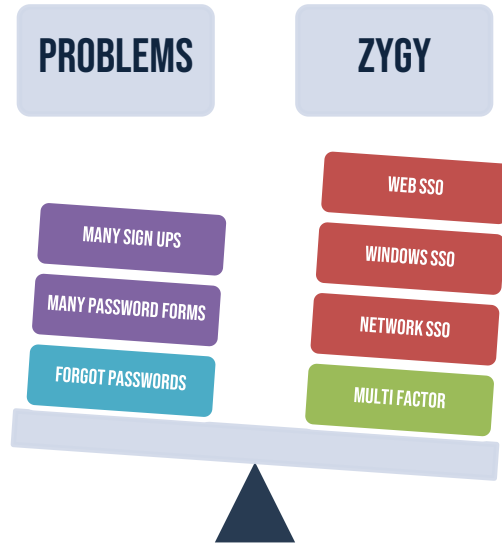 PROBLEMS
ZYGY
MANY SIGN UPS
MANY PASSWORD FORMS
FORGOT PASSWORDS
WEB SSO
WINDOWS SSO
NETWORK SSO
MULTI FACTOR